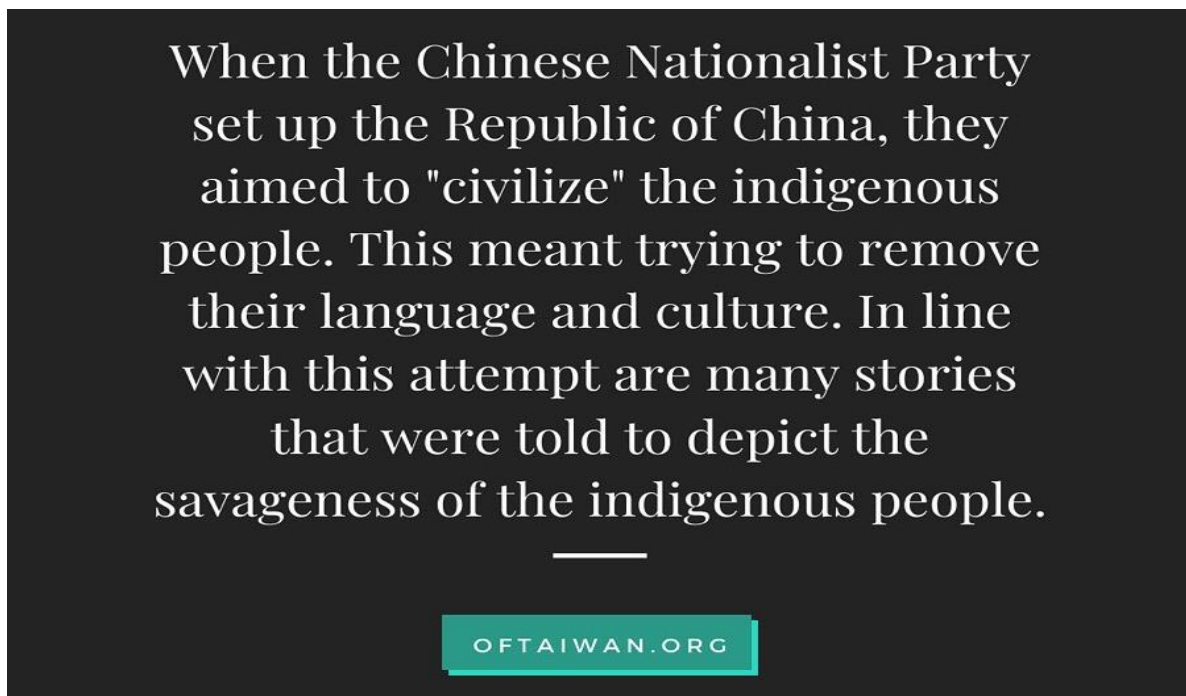 When the Chinese Nationalist Party
set up the Republic of China, they
aimed to "civilize" the indigenous
people. This meant trying to remove
their language and culture. In line
with this attempt are many stories
that were told to depict the
savageness of the indigenous people.
OFTAIWAN.ORG